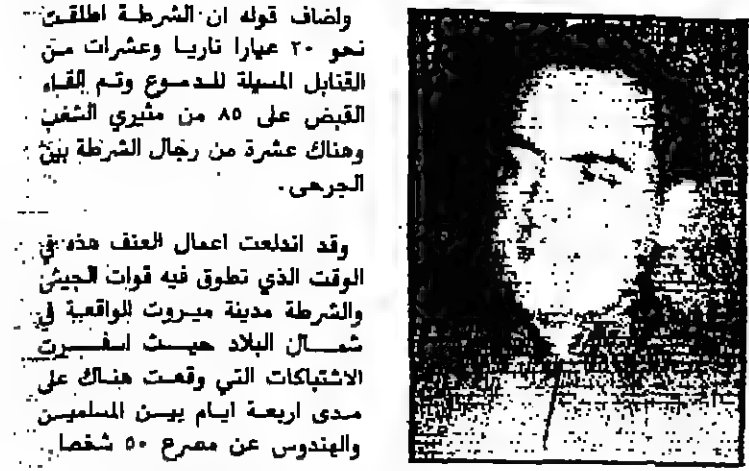 واضاف قوله ان الشرطة اطلقت
نحو ٢٠ عيارا ناريا وعشرات من
القنابل المسيلة للدموع وتم القاء
القبض على ٨٥ من مثيري الشغب
وهناك عشرة من رجال الشرطة بين
الجرحى .
وقد اندلعت اعمال العنف هذه في
الوقت الذي تطوق فيه قوات الجيش
والشرطة مدينة ميروت الواقعة في
شمال البلاد حيث اسفرت
الاشتباكات التي وقعت هناك على
مدى اربعة ايام بين المسلمين
والهندوس عن مصرع ٥٠ شخصا .